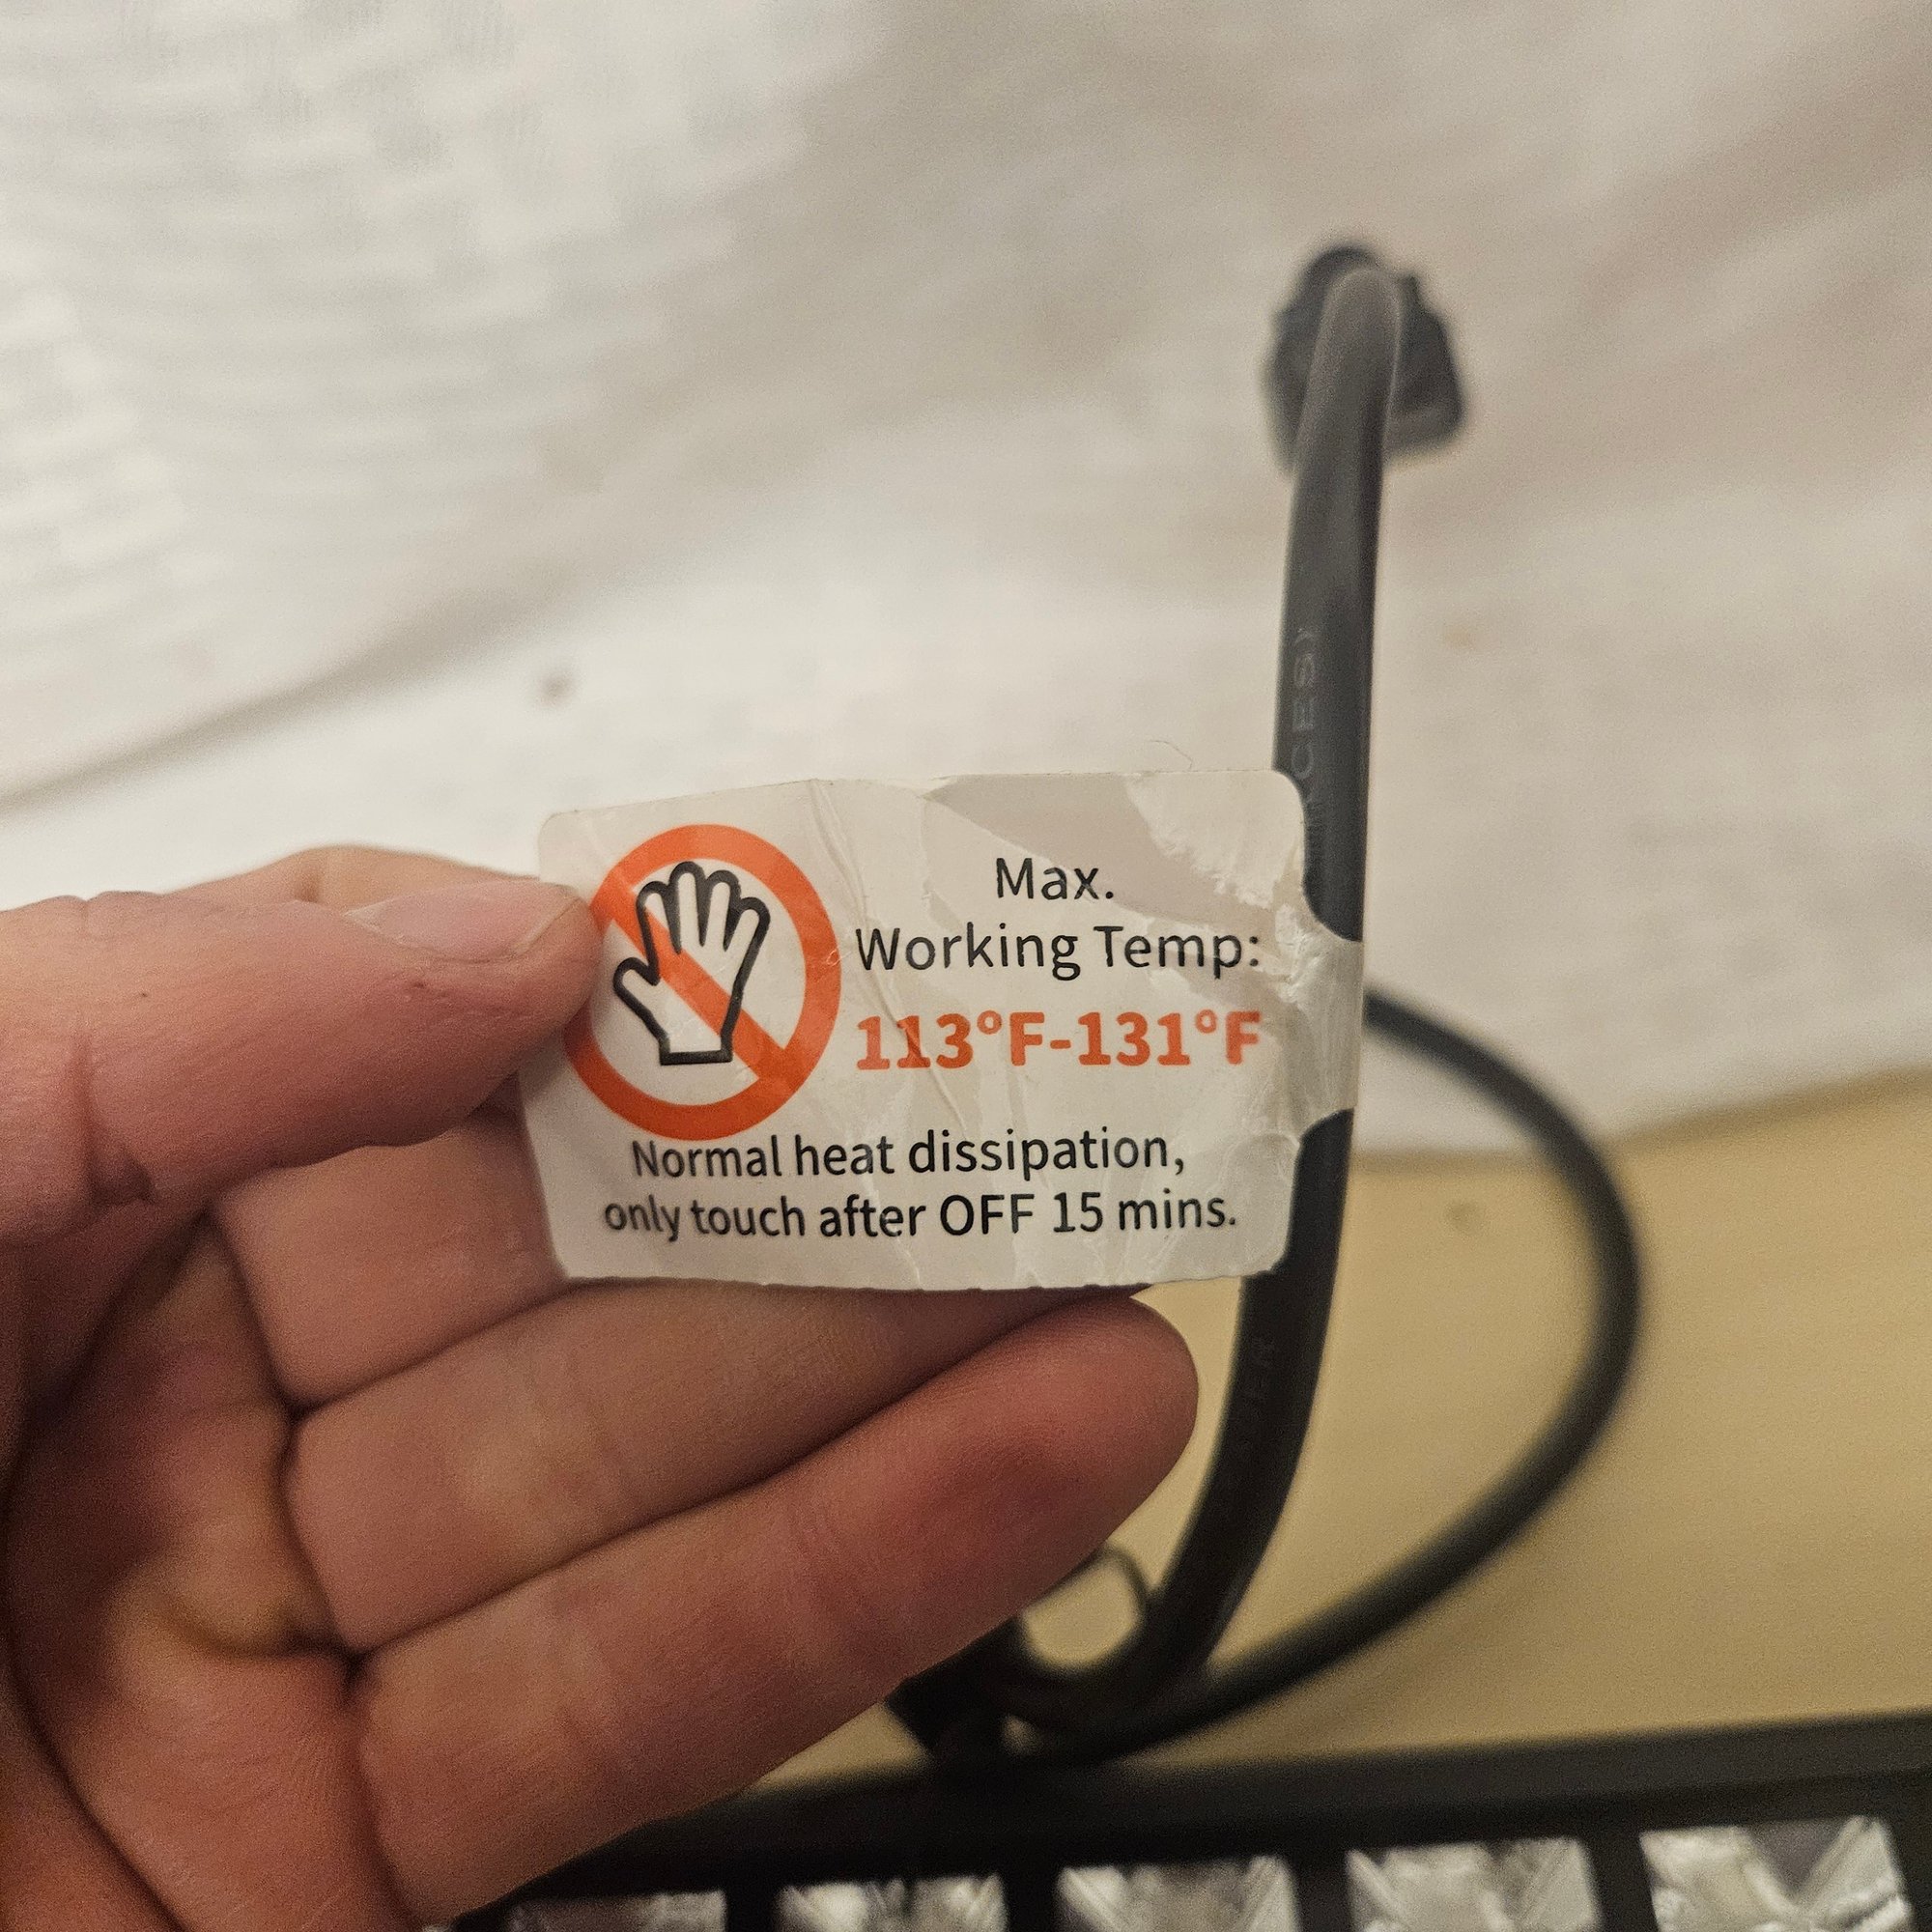 Max.
Working Temp:
113°F-131°F
Normal heat dissipation,
only touch after OFF 15 mins.